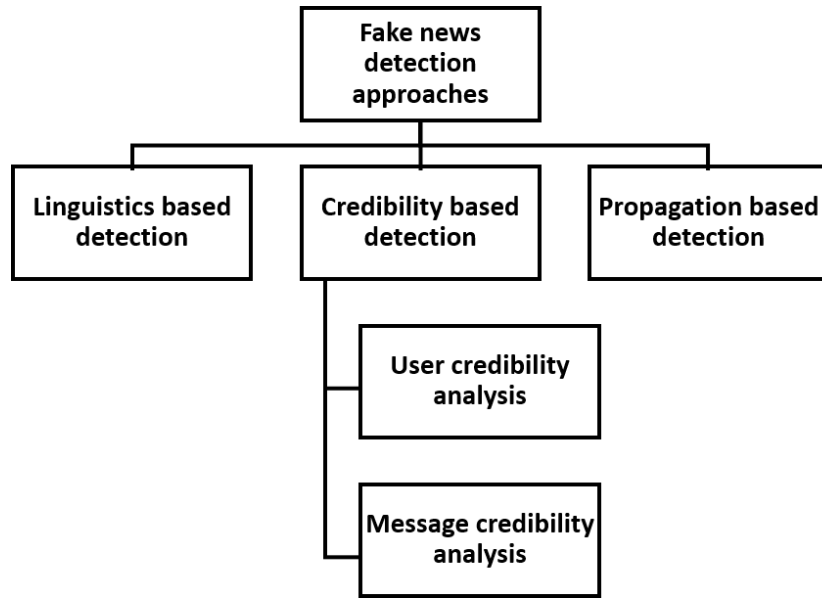 Fake news
detection
approaches
Linguistics based
detection
Credibility based
detection
Propagation based
detection
User credibility
analysis
Message credibility
analysis